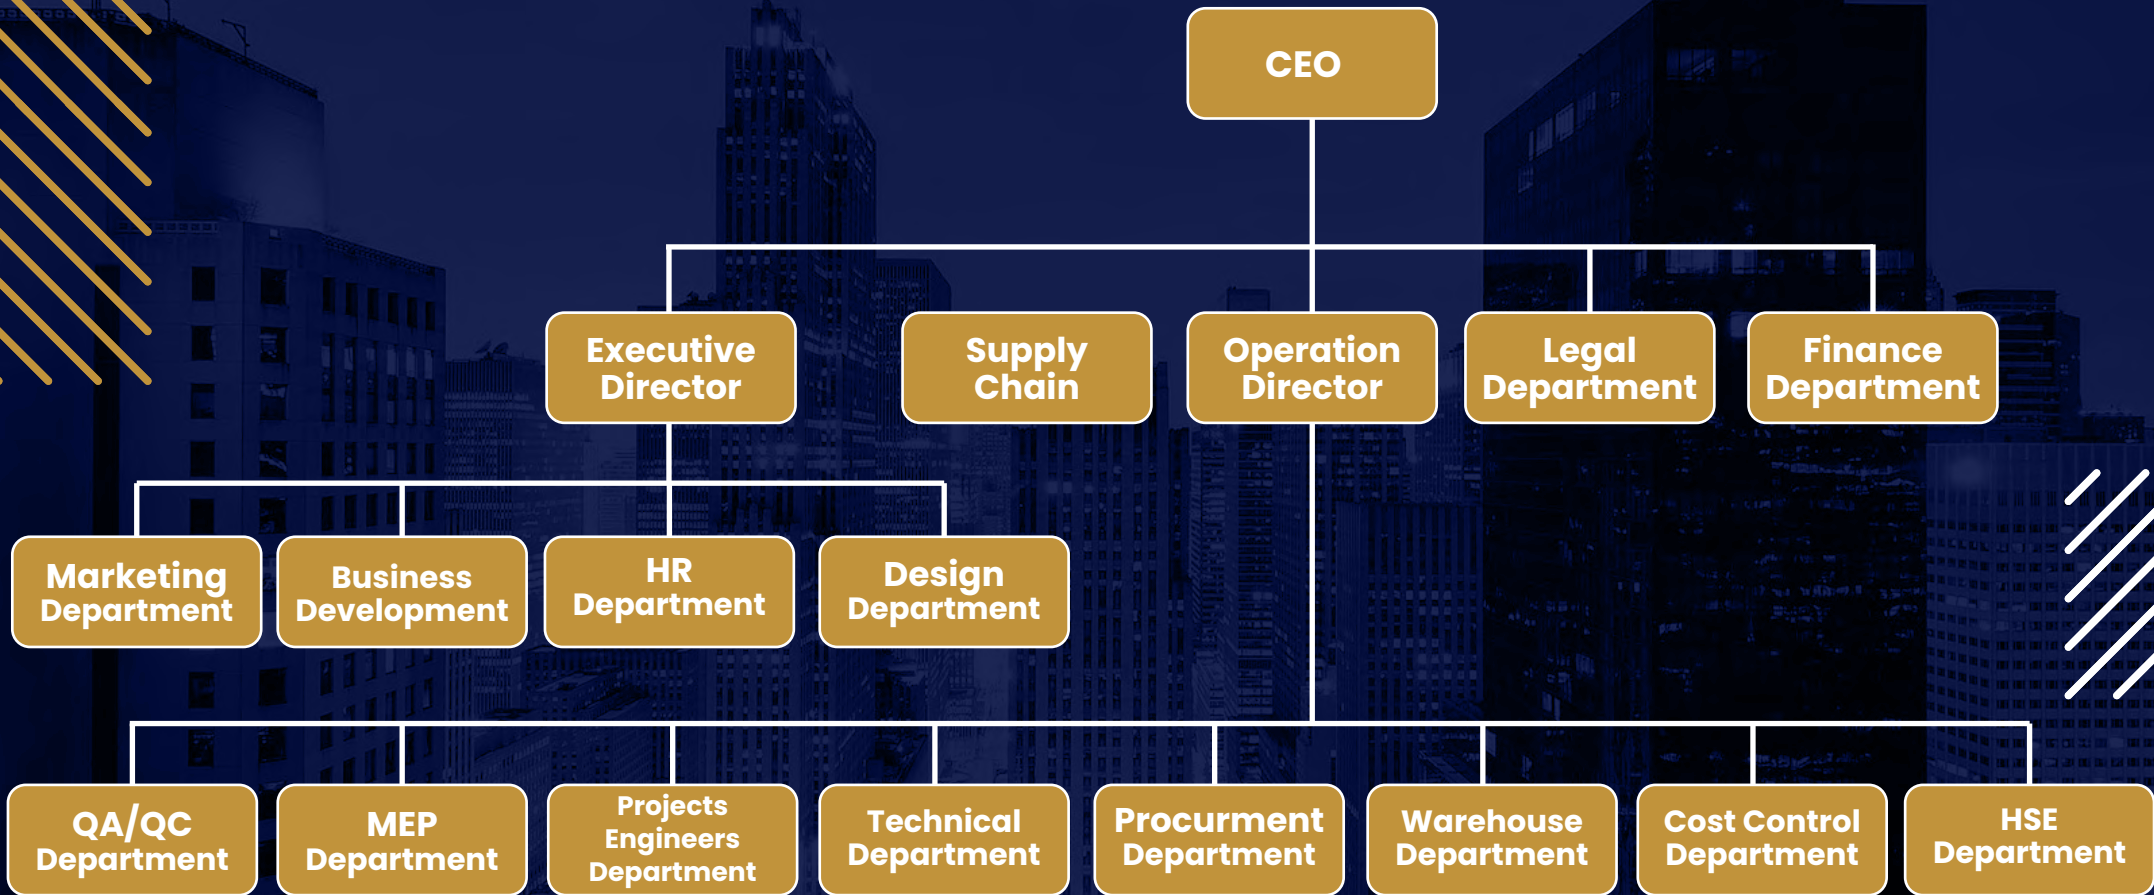 CEO
Executive
Director
Supply
Chain
Operation
Director
Legal
Department
Finance
Department
Marketing
Department
Business
Development
HR
Department
Design
Department
QA/QC
Department
MEP
Department
Projects
Engineers
Department
Technical
Department
Procurment
Department
Warehouse
Department
Cost Control
Department
HSE
Department